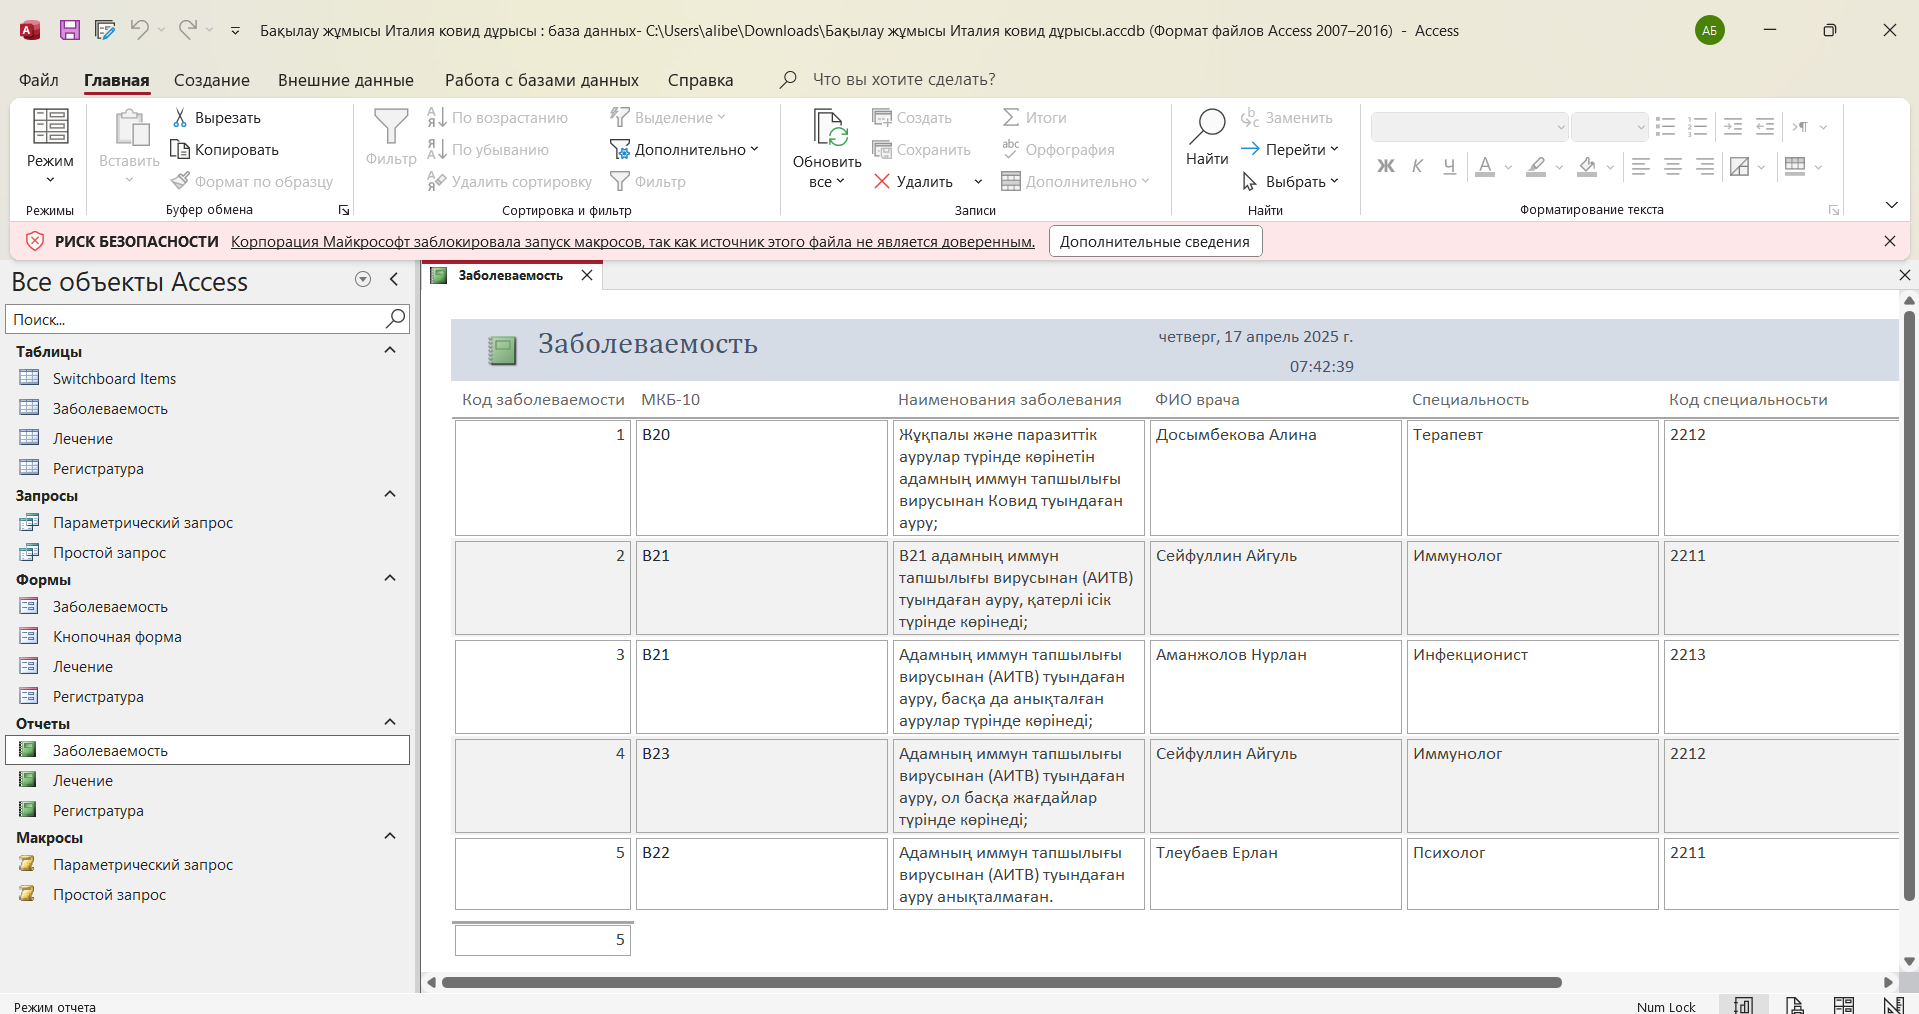 Бақылау жұмысы Италия ковид дұрысы : база данных- C:\Users\alibe\Downloads\Бақылау жұмысы Италия ковид дұрысы.accdb (Формат файлов Access 2007–2016) - Access
АБ
Файл Главная Создание Внешние данные Работа с базами данных Справка Что вы хотите сделать?
Режим
Режимы
Вставить
Вырезать
Копировать
Формат по образцу
Буфер обмена
Фильтр
По возрастанию
По убыванию
Удалить сортировку
Выделение
Дополнительно
Фильтр
Сортировка и фильтр
Обновить
все
Создать
Сохранить
Удалить
Итоги
Орфография
Дополнительно
Записи
Найти
Заменить
Перейти
Выбрать
Найти
Ж К Ч А
Форматирование текста
РИСК БЕЗОПАСНОСТИ Корпорация Майкрософт заблокировала запуск макросов, так как источник этого файла не является доверенным. Дополнительные сведения
Все объекты Access
Поиск...
Таблицы
Switchboard Items
Заболеваемость
Лечение
Регистратура
Запросы
Параметрический запрос
Простой запрос
Формы
Заболеваемость
Кнопочная форма
Лечение
Регистратура
Отчеты
Заболеваемость
Лечение
Регистратура
Макросы
Параметрический запрос
Простой запрос
Заболеваемость
Заболеваемость
четверг, 17 апрель 2025 г.
07:42:39
Код заболеваемости МКБ-10 Наименования заболевания ФИО врача Специальность Код специальносьти
1 B20 Жұқпалы және паразиттік Досымбекова Алина Терапевт 2212
аурулар түрінде көрінетін
адамның иммун тапшылығы
вирусынан Ковид туындаған
ауру;
2 B21 B21 адамның иммун Сейфуллин Айгуль Иммунолог 2211
тапшылығы вирусынан (АИТВ)
туындаған ауру, қатерлі ісік
түрінде көрінеді;
3 B21 Адамның иммун тапшылығы Аманжолов Нурлан Инфекционист 2213
вирусынан (АИТВ) туындаған
ауру, басқа да анықталған
аурулар түрінде көрінеді;
4 B23 Адамның иммун тапшылығы Сейфуллин Айгуль Иммунолог 2212
вирусынан (АИТВ) туындаған
ауру, ол басқа жағдайлар
түрінде көрінеді;
5 B22 Адамның иммун тапшылығы Тлеубаев Ерлан Психолог 2211
вирусынан (АИТВ) туындаған
ауру анықталмаған.
5
Режим отчета
Num Lock